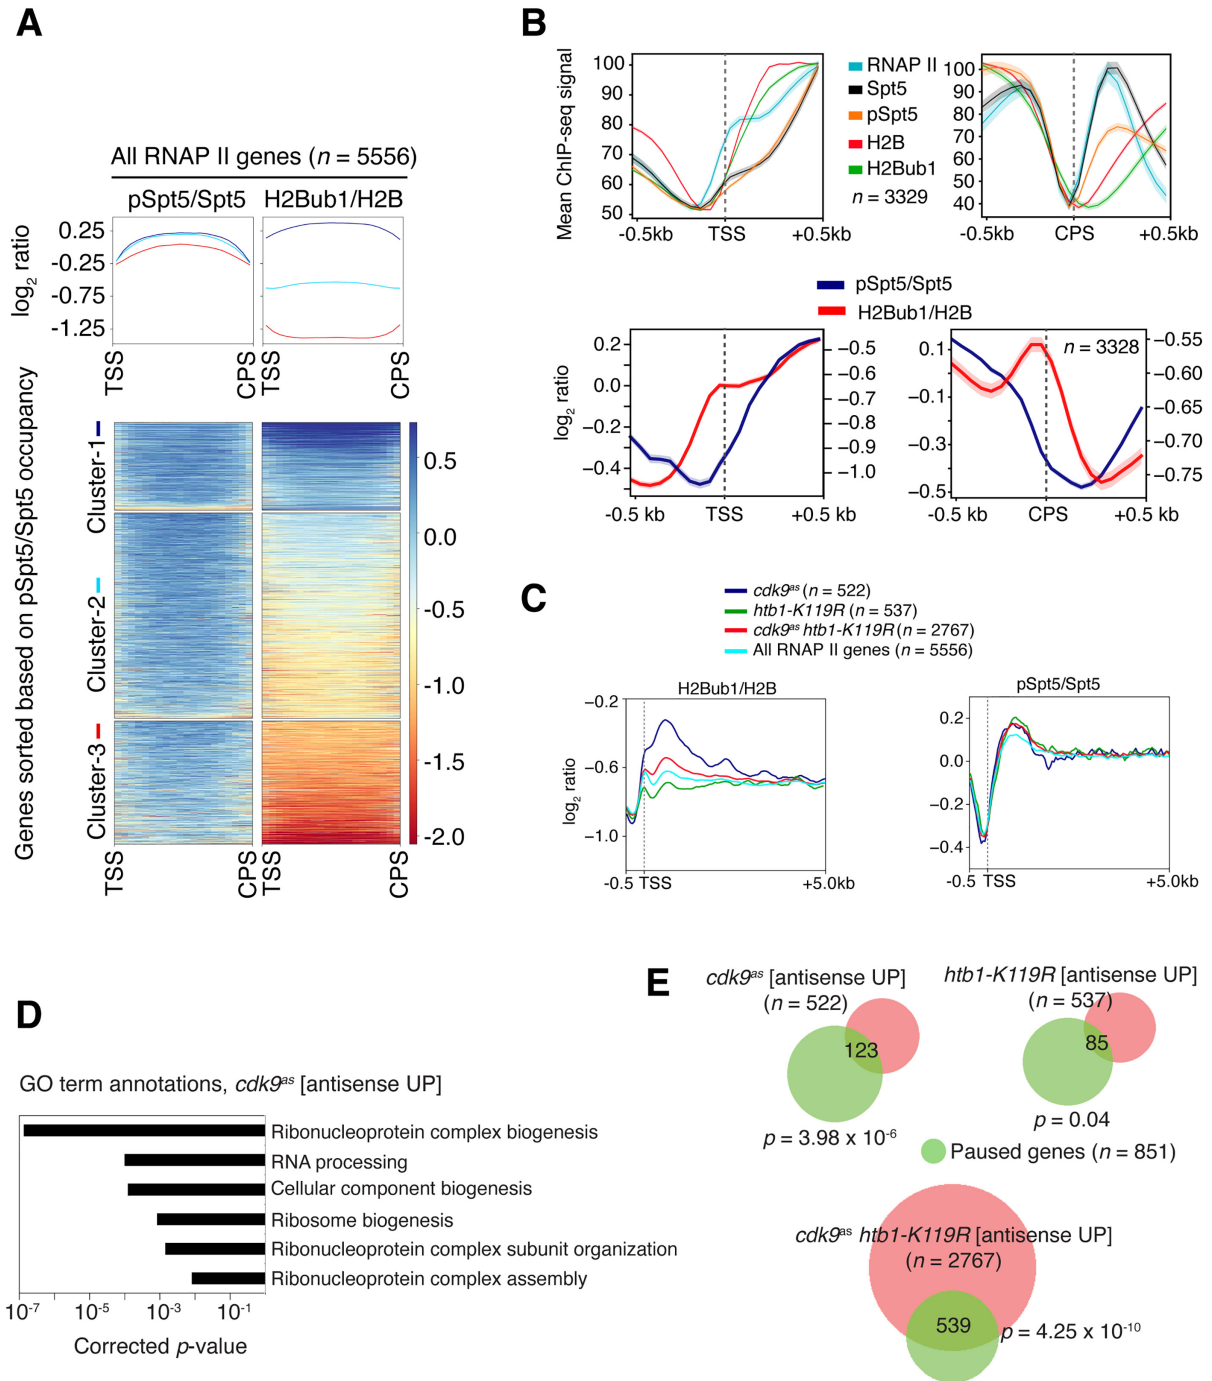 A
All RNAP II genes (n = 5556)
pSpt5/Spt5
H2Bub1/H2B
log2 ratio
0.25
-0.25
-0.75
-1.25
TSS
CPS
TSS
CPS
Genes sorted based on pSpt5/Spt5 occupancy
Cluster-1
Cluster-2
Cluster-3
0.5
0.0
-0.5
-1.0
-1.5
-2.0
TSS
CPS
TSS
CPS
B
Mean ChIP-seq signal
100
90
80
70
60
50
-0.5kb
TSS
+0.5kb
RNAP II
Spt5
pSpt5
H2B
H2Bub1
n = 3329
100
90
80
70
60
50
40
-0.5kb
CPS
+0.5kb
pSpt5/Spt5
H2Bub1/H2B
log2 ratio
0.2
0.0
−0.2
−0.4
−0.5
−0.6
−0.7
−0.8
−0.9
−1.0
-0.5 kb
TSS
+0.5 kb
n = 3328
0.1
−0.1
−0.3
−0.5
−0.55
−0.60
−0.65
−0.70
−0.75
-0.5 kb
CPS
+0.5 kb
C
cdk9as (n = 522)
htb1-K119R (n = 537)
cdk9as htb1-K119R (n = 2767)
All RNAP II genes (n = 5556)
H2Bub1/H2B
log2 ratio
−0.2
−0.6
−1.0
-0.5 TSS
+5.0kb
pSpt5/Spt5
0.2
0.0
−0.2
−0.4
-0.5 TSS
+5.0kb
D
GO term annotations, cdk9as [antisense UP]
Ribonucleoprotein complex biogenesis
RNA processing
Cellular component biogenesis
Ribosome biogenesis
Ribonucleoprotein complex subunit organization
Ribonucleoprotein complex assembly
10-7
10-5
10-3
10-1
Corrected p-value
E
cdk9as [antisense UP]
(n = 522)
123
p = 3.98 x 10-6
htb1-K119R [antisense UP]
(n = 537)
85
p = 0.04
Paused genes (n = 851)
cdk9as htb1-K119R [antisense UP]
(n = 2767)
539
p = 4.25 x 10-10